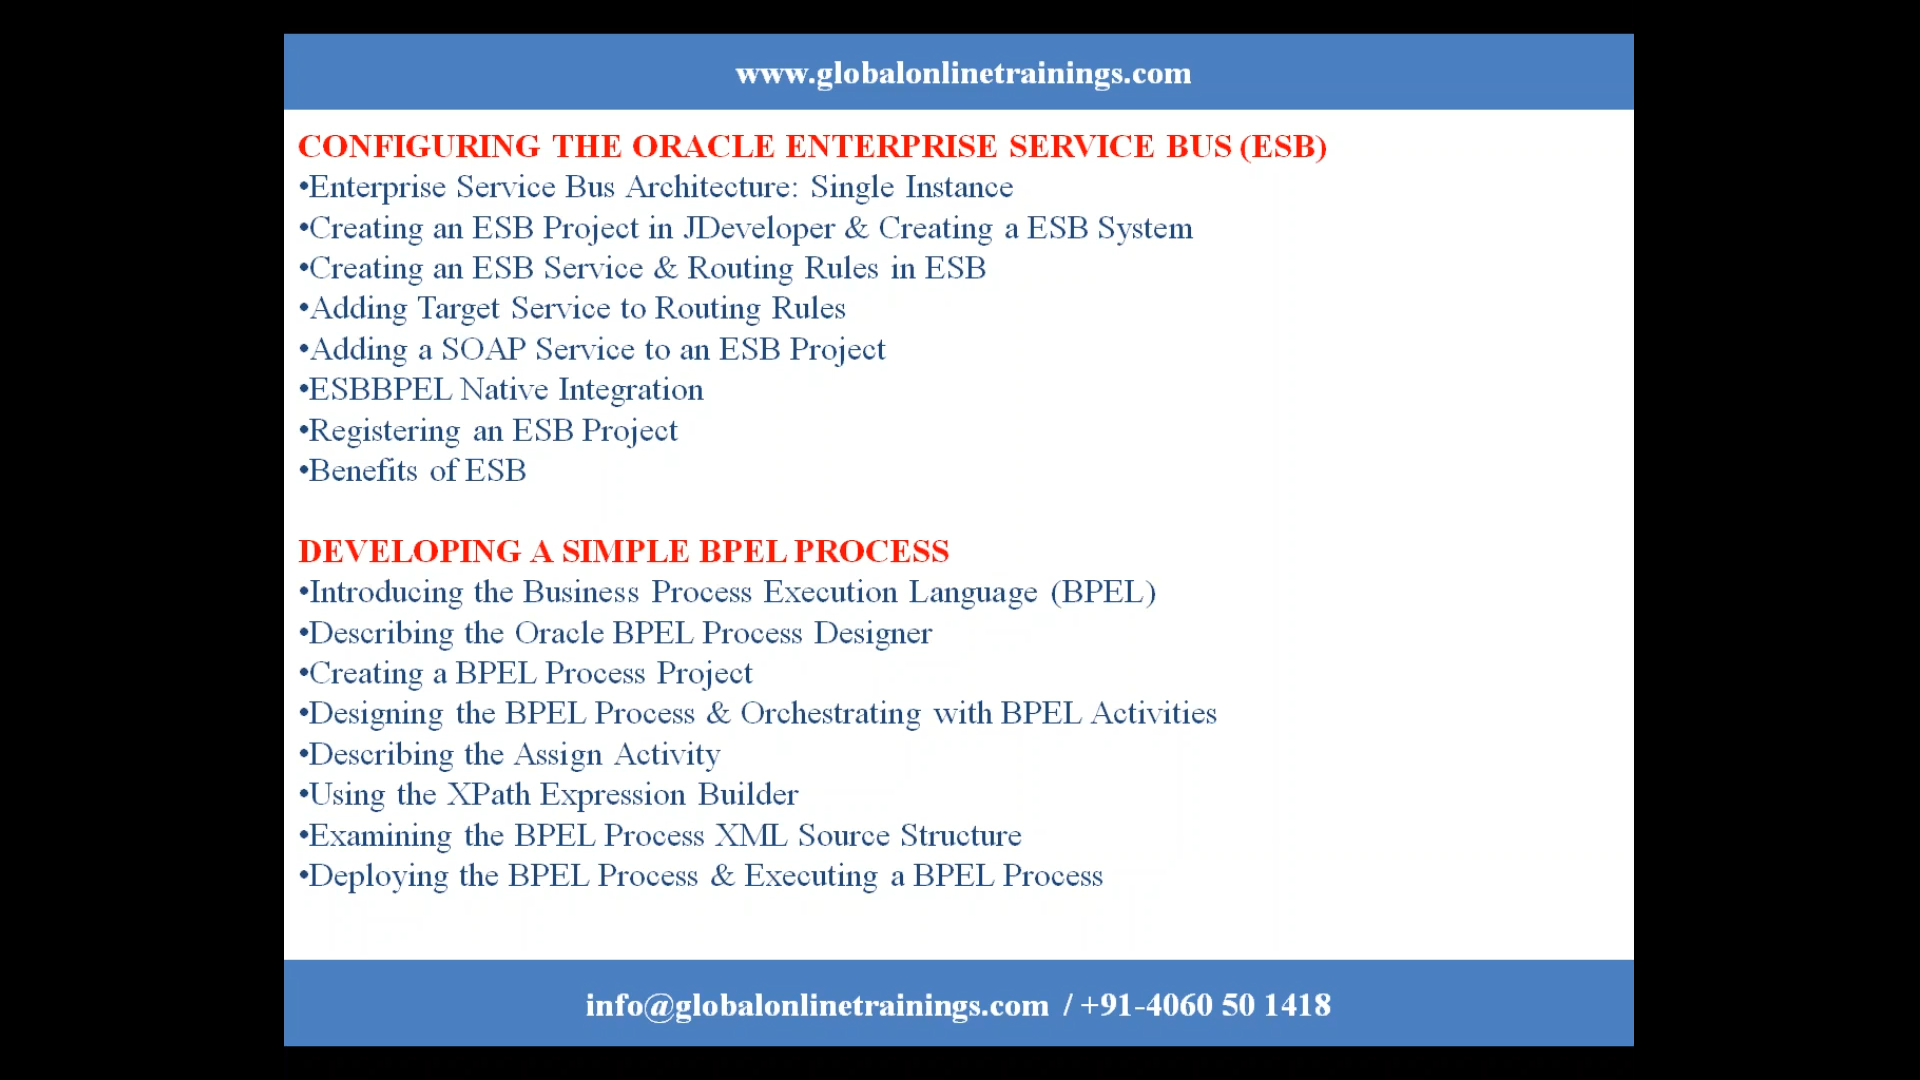 www.globalonlinetrainings.com
CONFIGURING THE ORACLE ENTERPRISE SERVICE BUS (ESB)
•Enterprise Service Bus Architecture: Single Instance
•Creating an ESB Project in JDeveloper & Creating a ESB System
•Creating an ESB Service & Routing Rules in ESB
•Adding Target Service to Routing Rules
•Adding a SOAP Service to an ESB Project
•ESBBPEL Native Integration
•Registering an ESB Project
•Benefits of ESB
DEVELOPING A SIMPLE BPEL PROCESS
•Introducing the Business Process Execution Language (BPEL)
•Describing the Oracle BPEL Process Designer
•Creating a BPEL Process Project
•Designing the BPEL Process & Orchestrating with BPEL Activities
•Describing the Assign Activity
•Using the XPath Expression Builder
•Examining the BPEL Process XML Source Structure
•Deploying the BPEL Process & Executing a BPEL Process
info@globalonlinetrainings.com / +91-4060 50 1418